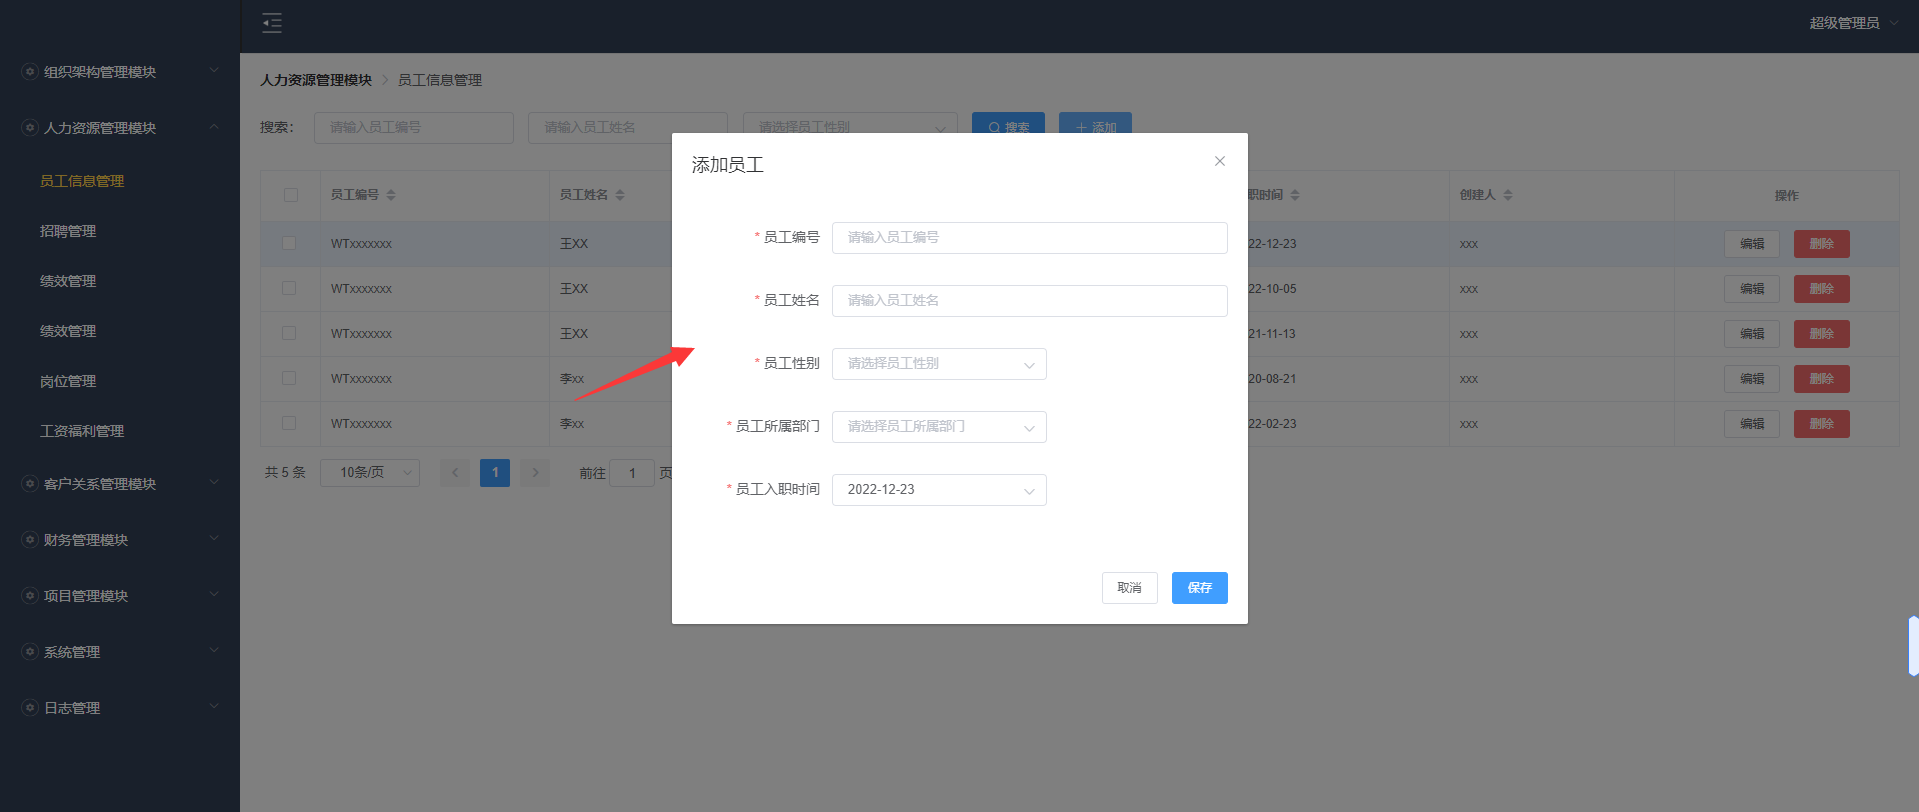 超级管理员
组织架构管理模块
人力资源管理模块
员工信息管理
招聘管理
绩效管理
绩效管理
岗位管理
工资福利管理
客户关系管理模块
财务管理模块
项目管理模块
系统管理
日志管理
人力资源管理模块 员工信息管理
搜索: 请输入员工编号 请输入员工姓名 请选择员工性别 搜索 添加
员工编号 员工姓名 职时间 创建人 操作
WTxxxxxxx 王XX 22-12-23 xxx 编辑 删除
WTxxxxxxx 王XX 22-10-05 xxx 编辑 删除
WTxxxxxxx 王XX 21-11-13 xxx 编辑 删除
WTxxxxxxx 李xx 20-08-21 xxx 编辑 删除
WTxxxxxxx 李xx 22-02-23 xxx 编辑 删除
共 5 条 10条/页 1 前往 1 页
添加员工
* 员工编号 请输入员工编号
* 员工姓名 请输入员工姓名
* 员工性别 请选择员工性别
* 员工所属部门 请选择员工所属部门
* 员工入职时间 2022-12-23
取消 保存